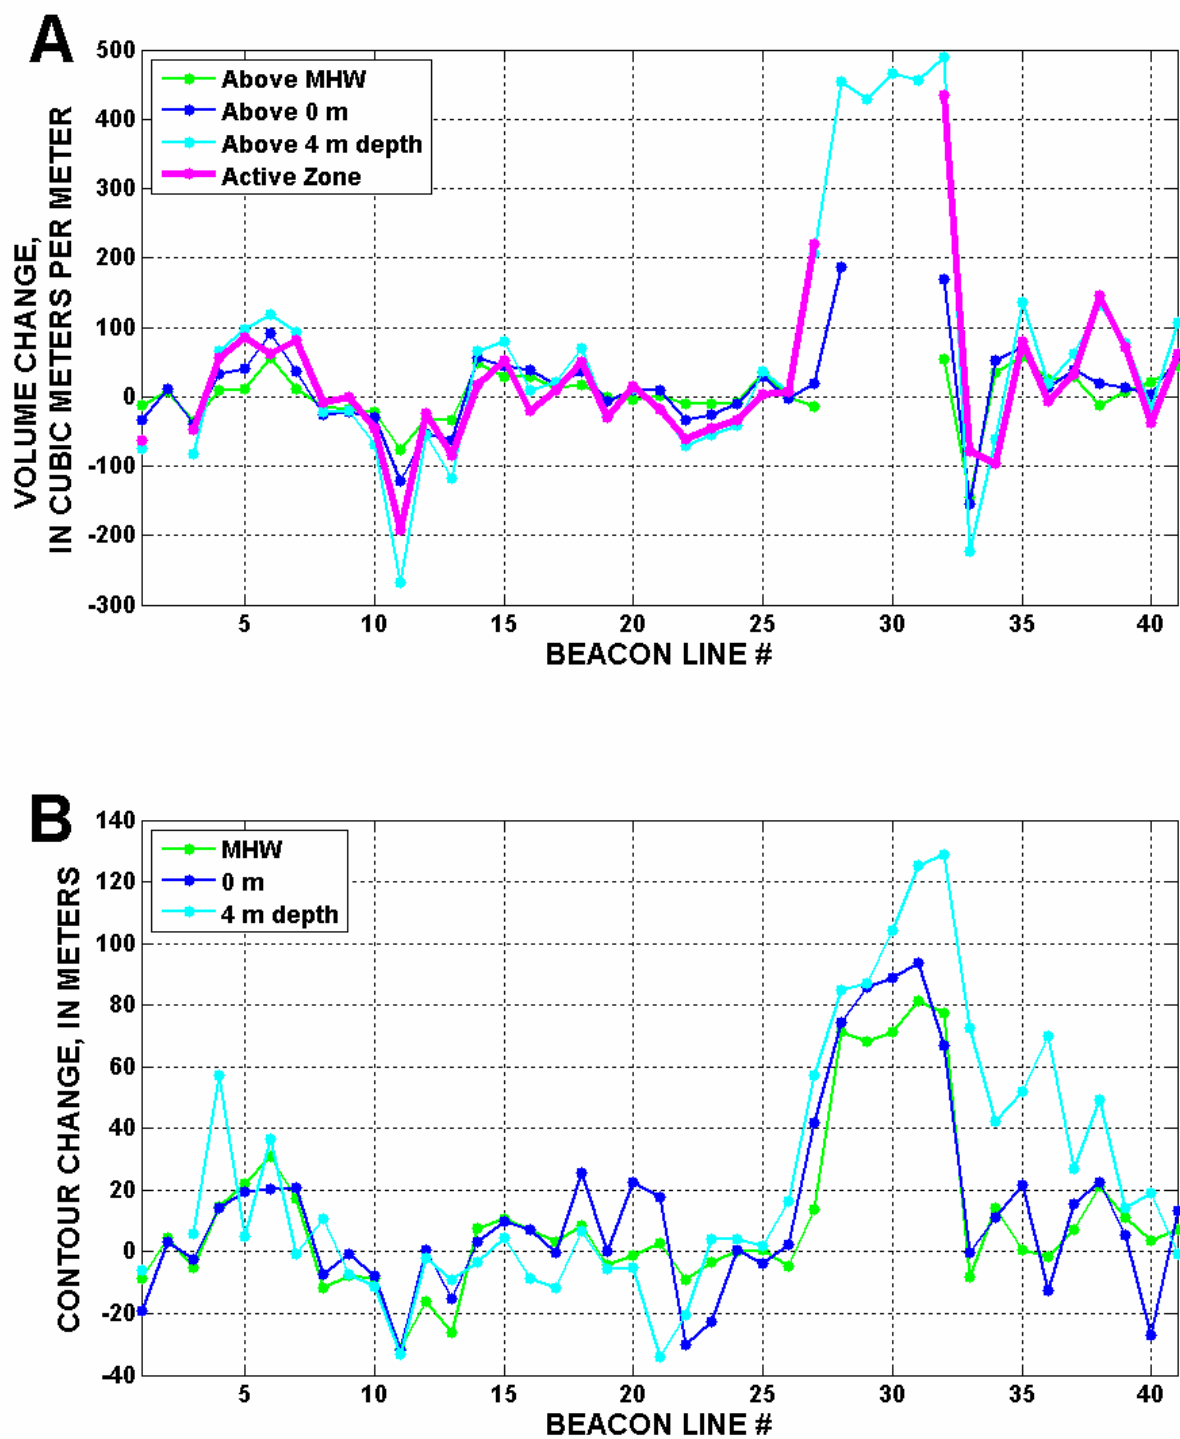 A
VOLUME CHANGE,
IN CUBIC METERS PER METER
500
400
300
200
100
0
-100
-200
-300
Above MHW
Above 0 m
Above 4 m depth
Active Zone
5 10 15 20 25 30 35 40
BEACON LINE #
B
CONTOUR CHANGE, IN METERS
140
120
100
80
60
40
20
0
-20
-40
MHW
0 m
4 m depth
5 10 15 20 25 30 35 40
BEACON LINE #